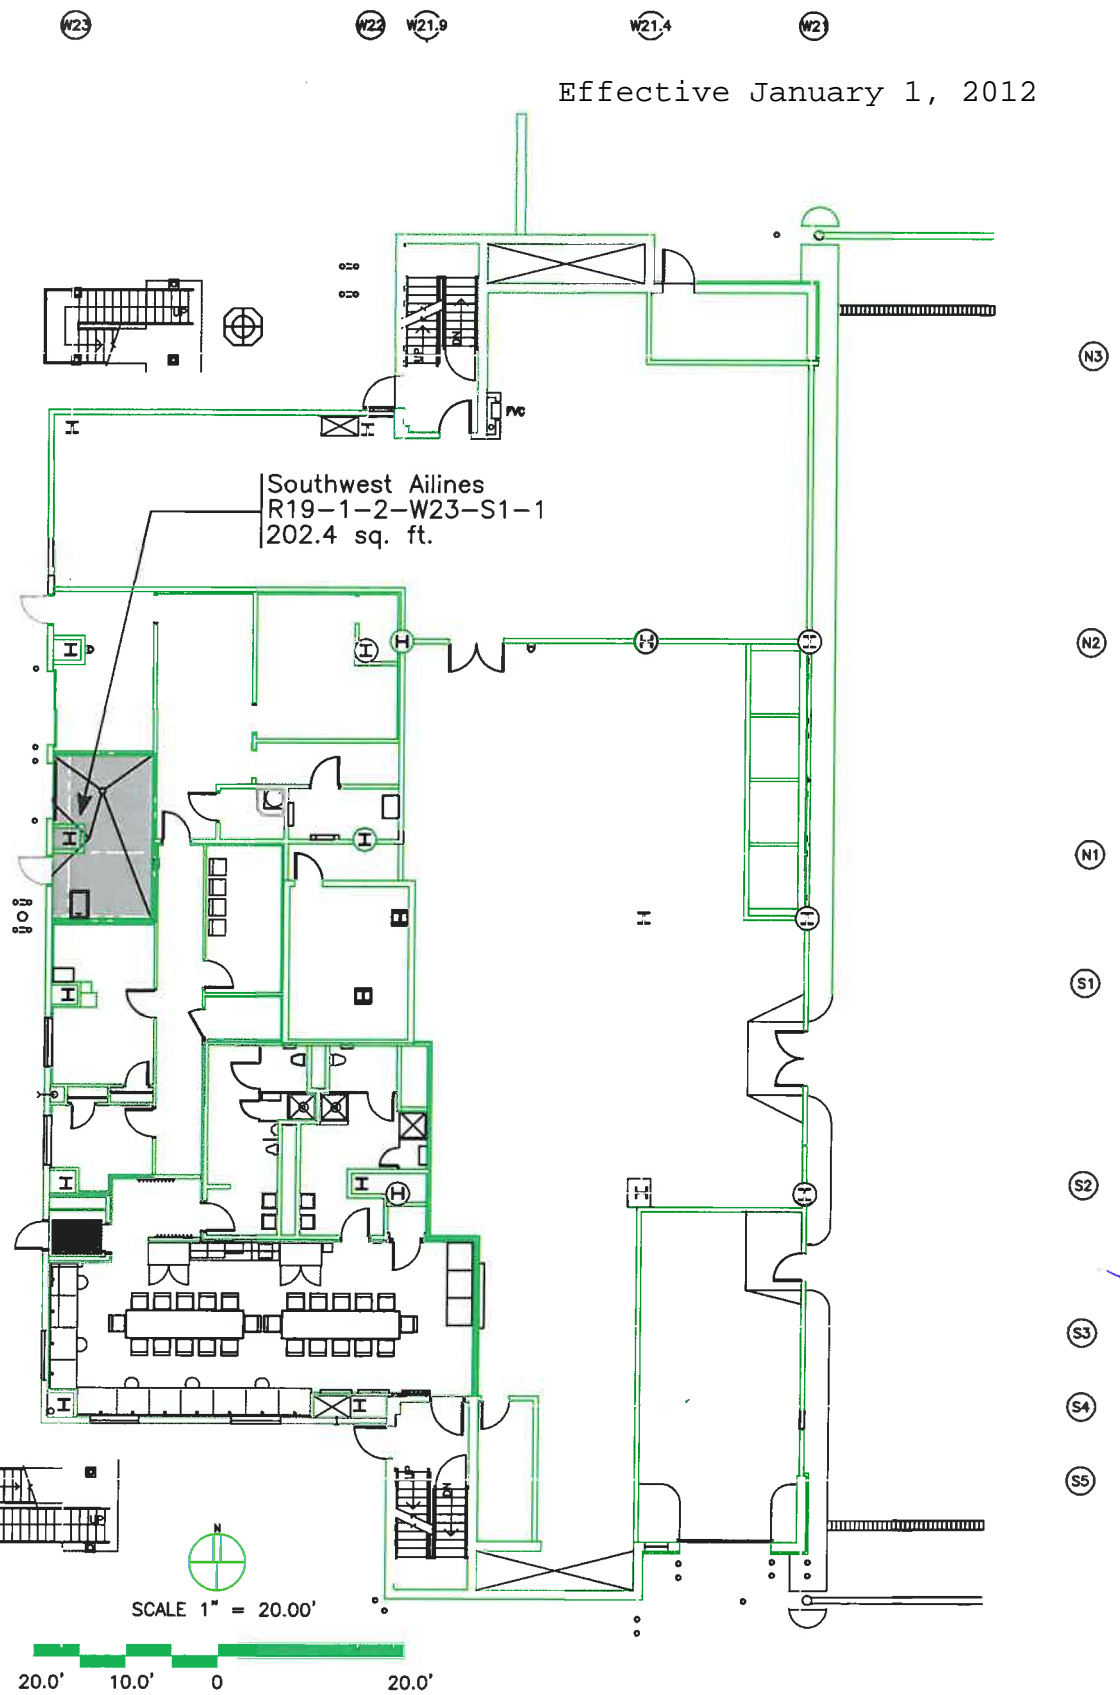 W23 W22 W21.9 W21.4 W21
Effective January 1, 2012
UP
UP
DN
N3
FVC
Southwest Ailines
R19-1-2-W23-S1-1
202.4 sq. ft.
N2
N1
S1
S2
S3
S4
S5
UP
DN
UP
N
SCALE 1" = 20.00'
20.0' 10.0' 0 20.0'